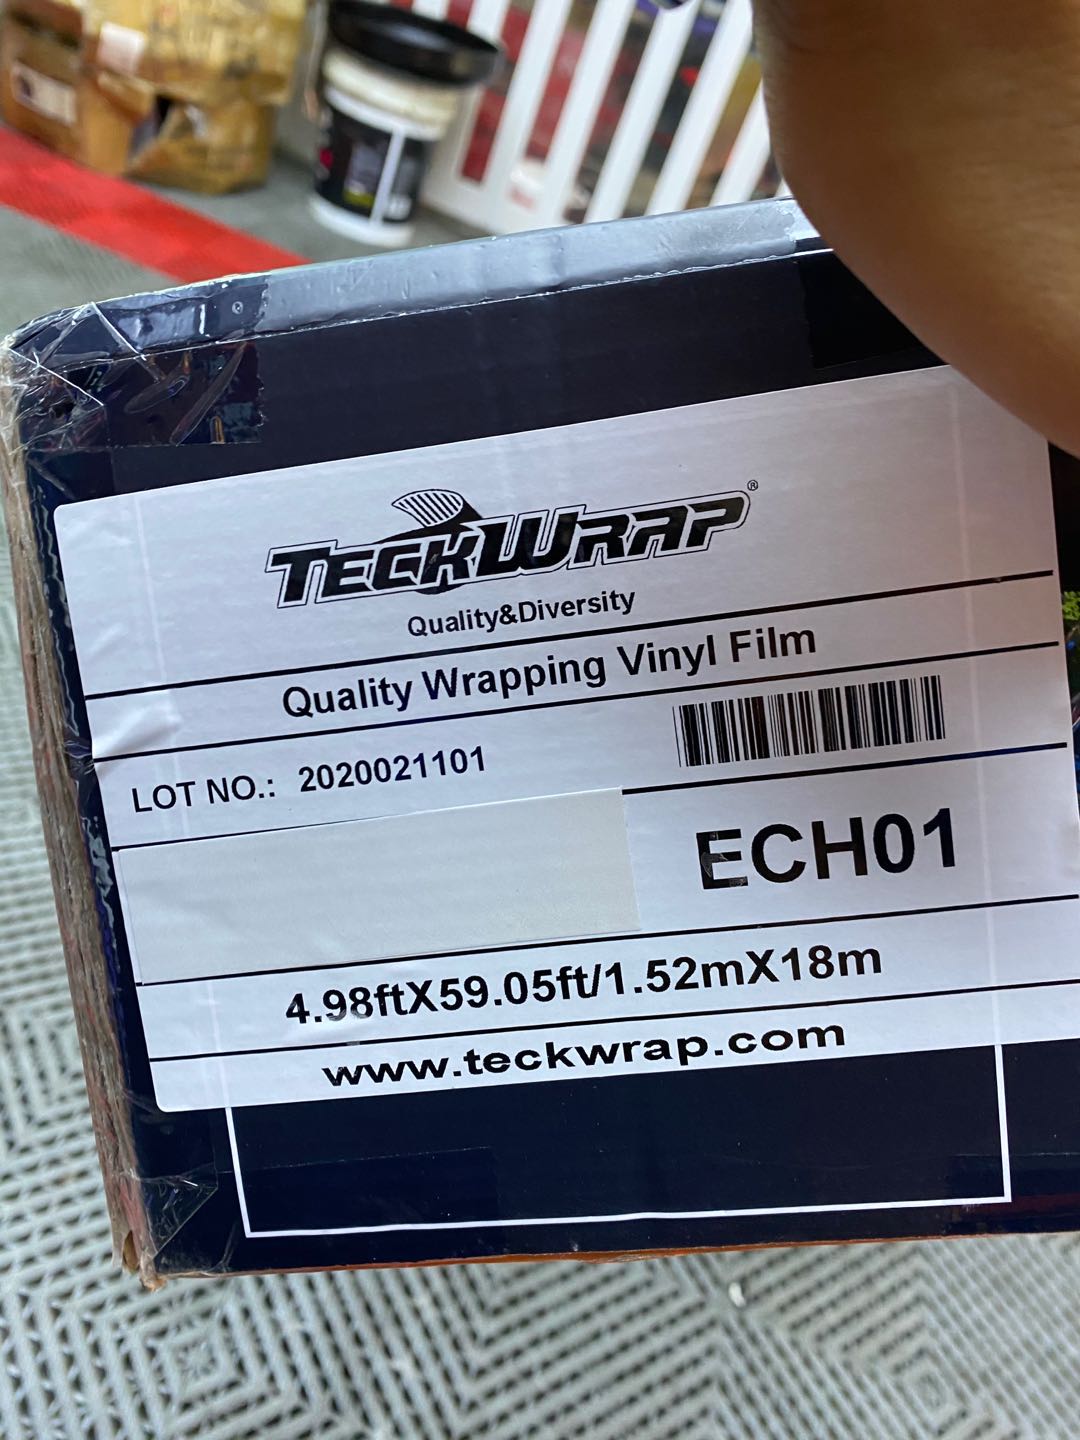 TECKWRAP®
Quality&Diversity
Quality Wrapping Vinyl Film
LOT NO.: 2020021101
ECH01
4.98ftX59.05ft/1.52mX18m
www.teckwrap.com